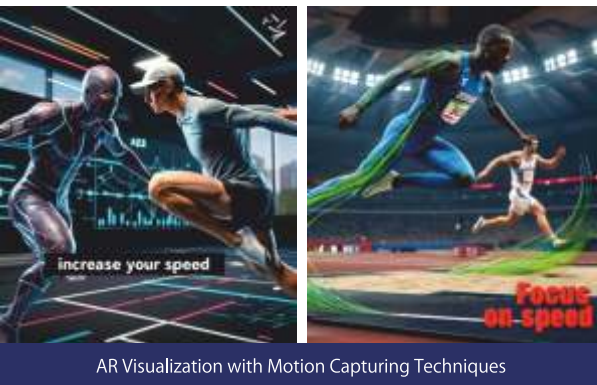 increase your speed
Focus
on speed
AR Visualization with Motion Capturing Techniques